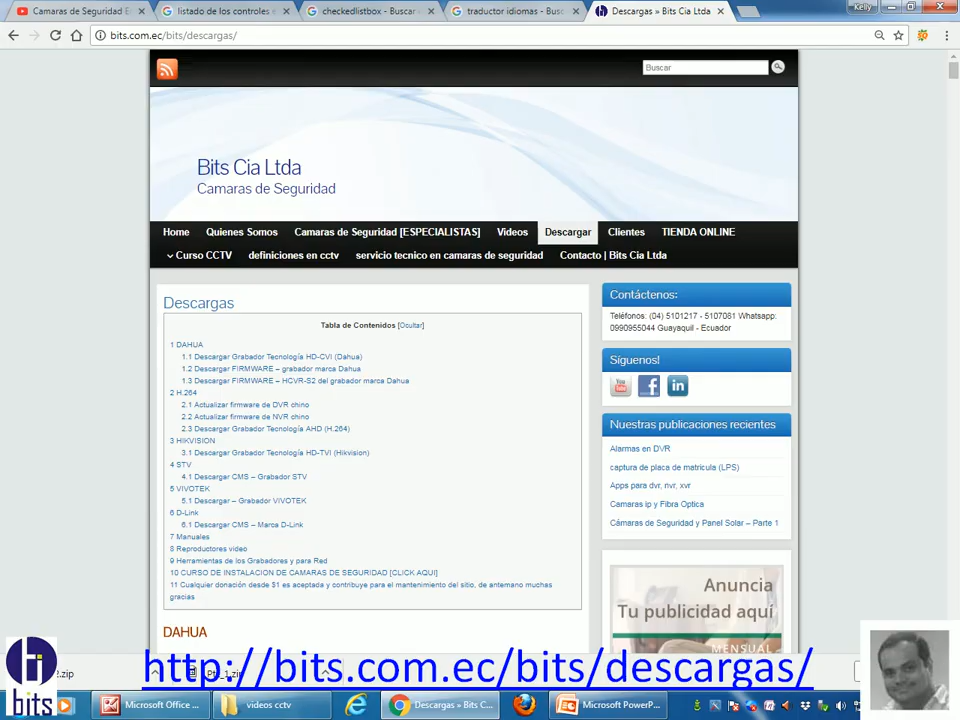 Camaras de Seguridad B
listado de los controles e
checkedlistbox - Buscar
traductor idiomas - Bus
Descargas » Bits Cia Ltda
Kelly
bits.com.ec/bits/descargas/
Buscar
Bits Cia Ltda
Camaras de Seguridad
Home Quienes Somos Camaras de Seguridad [ESPECIALISTAS] Videos Descargar Clientes TIENDA ONLINE
Curso CCTV definiciones en cctv servicio tecnico en camaras de seguridad Contacto | Bits Cia Ltda
Descargas
Tabla de Contenidos [Ocultar]
1 DAHUA
1.1 Descargar Grabador Tecnología HD-CVI (Dahua)
1.2 Descargar FIRMWARE – grabador marca Dahua
1.3 Descargar FIRMWARE – HCVR-S2 del grabador marca Dahua
2 H.264
2.1 Actualizar firmware de DVR chino
2.2 Actualizar firmware de NVR chino
2.3 Descargar Grabador Tecnología AHD (H.264)
3 HIKVISION
3.1 Descargar Grabador Tecnología HD-TVI (Hikvision)
4 STV
4.1 Descargar CMS – Grabador STV
5 VIVOTEK
5.1 Descargar – Grabador VIVOTEK
6 D-Link
6.1 Descargar CMS – Marca D-Link
7 Manuales
8 Reproductores video
9 Herramientas de los Grabadores y para Red
10 CURSO DE INSTALACION DE CAMARAS DE SEGURIDAD [CLICK AQUI]
11 Cualquier donación desde $1 es aceptada y contribuye para el mantenimiento del sitio, de antemano muchas
gracias
DAHUA
Contáctenos:
Teléfonos: (04) 5101217 - 5107081 Whatsapp:
0990955044 Guayaquil - Ecuador
Síguenos!
You
in
Nuestras publicaciones recientes
Alarmas en DVR
captura de placa de matricula (LPS)
Apps para dvr, nvr, xvr
Camaras ip y Fibra Optica
Cámaras de Seguridad y Panel Solar – Parte 1
Anuncia
Tu publicidad aquí
MENSUAL
2.zip
http://bits.com.ec/bits/descargas/
bits
Microsoft Office ...
videos cctv
Descargas » Bits C...
Microsoft PowerP...